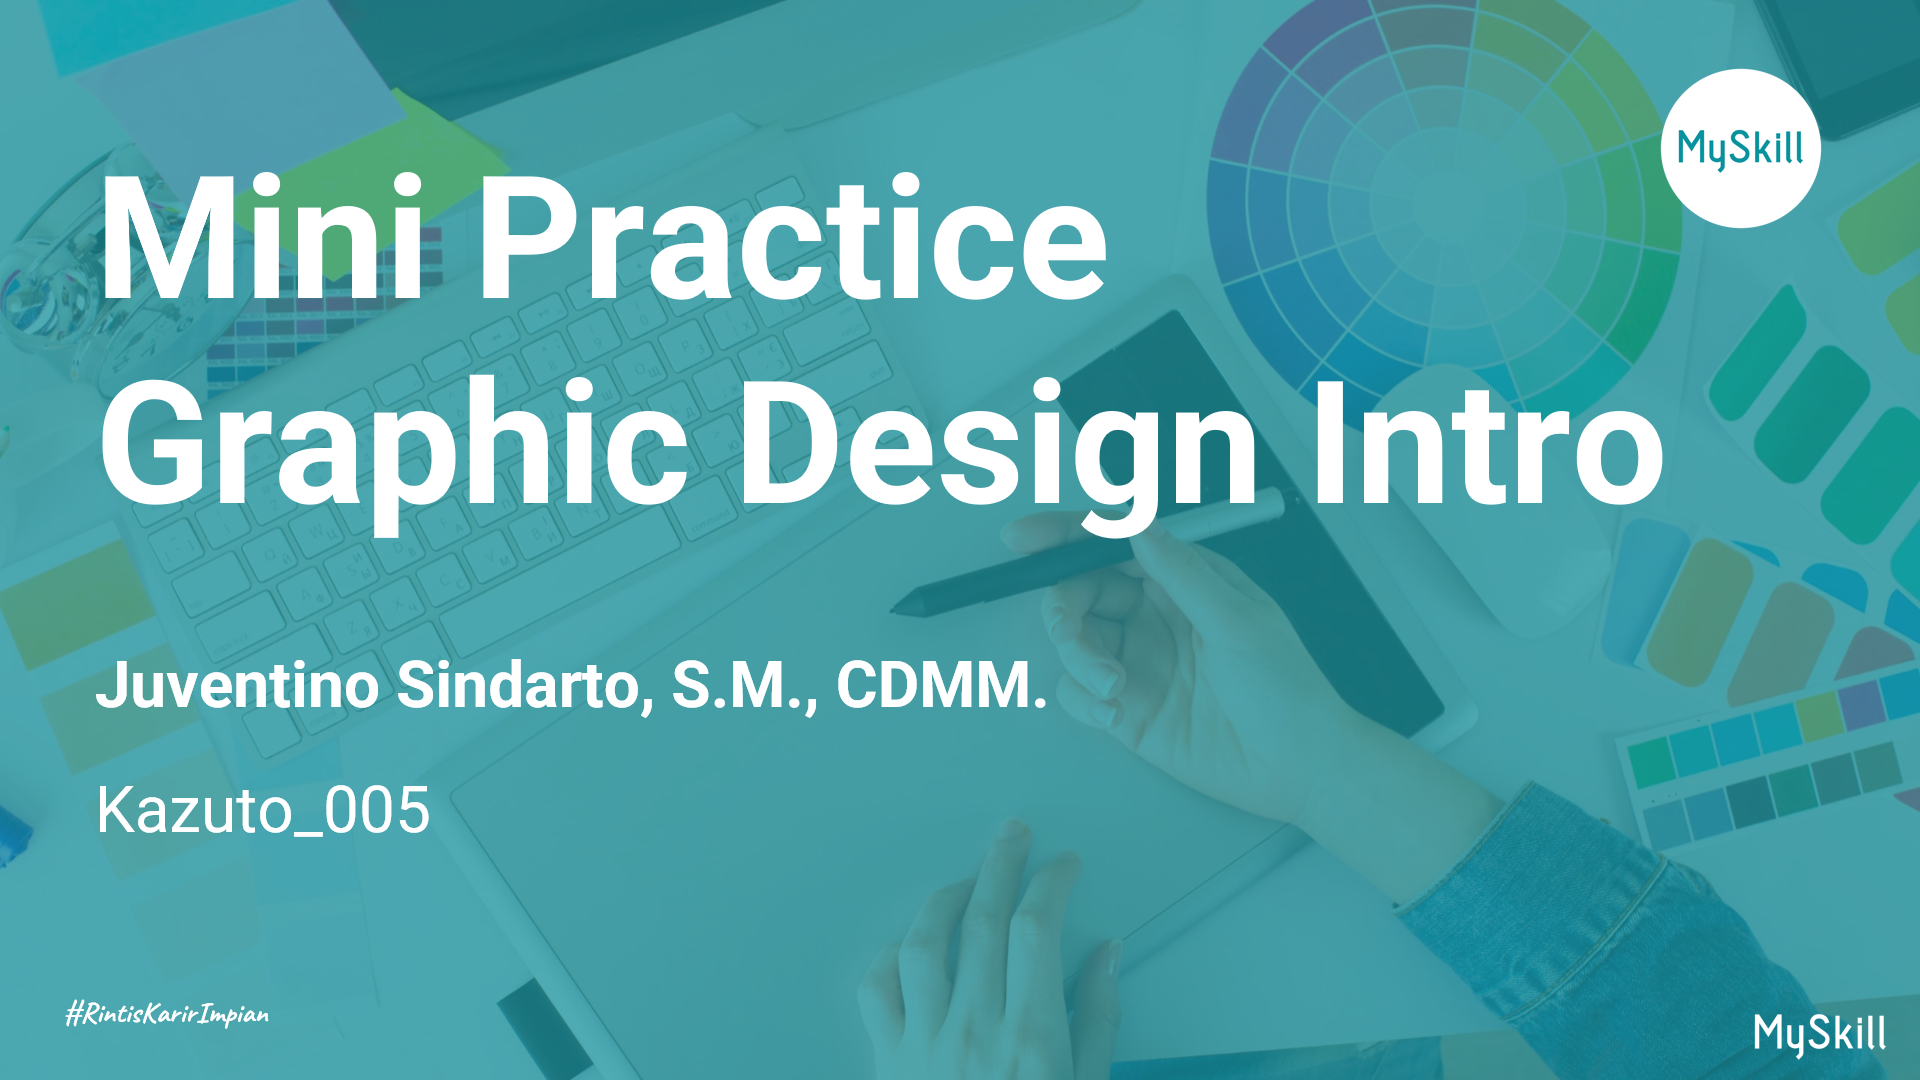 MySkill
Mini Practice
Graphic Design Intro
Juventino Sindarto, S.M., CDMM.
Kazuto_005
#RintisKarirImpian
MySkill